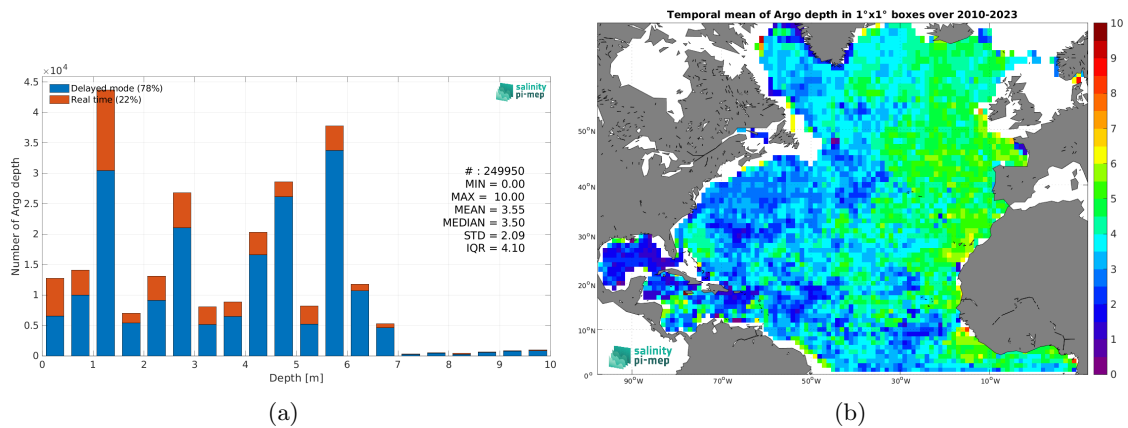 ×10⁴
4.5
4
3.5
3
2.5
2
1.5
1
0.5
0
Number of Argo depth
Delayed mode (78%)
Real time (22%)
salinity
pi-mep
# : 249950
MIN = 0.00
MAX = 10.00
MEAN = 3.55
MEDIAN = 3.50
STD = 2.09
IQR = 4.10
0 1 2 3 4 5 6 7 8 9 10
Depth [m]
(a)
Temporal mean of Argo depth in 1°x1° boxes over 2010-2023
50°N
40°N
30°N
20°N
10°N
0°
90°W 70°W 50°W 30°W 10°W
salinity
pi-mep
10
9
8
7
6
5
4
3
2
1
0
(b)